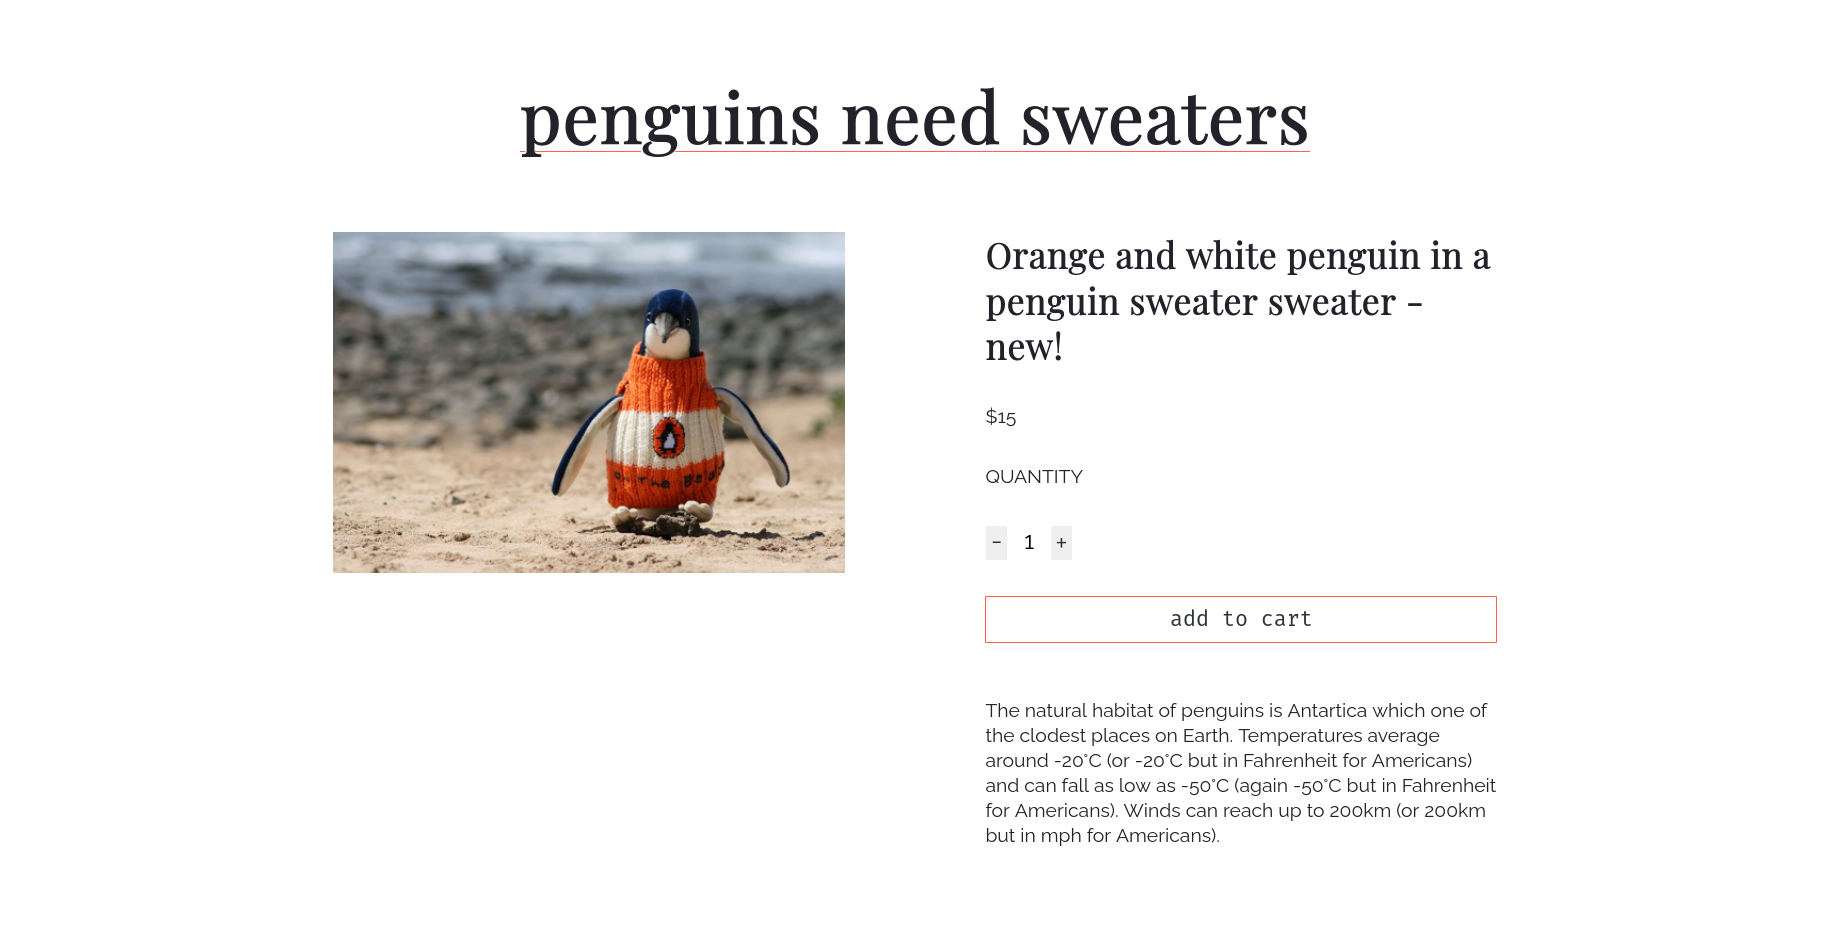 penguins need sweaters
Orange and white penguin in a
penguin sweater sweater -
new!
$15
QUANTITY
- 1 +
add to cart
The natural habitat of penguins is Antartica which one of
the clodest places on Earth. Temperatures average
around -20°C (or -20°C but in Fahrenheit for Americans)
and can fall as low as -50°C (again -50°C but in Fahrenheit
for Americans). Winds can reach up to 200km (or 200km
but in mph for Americans).